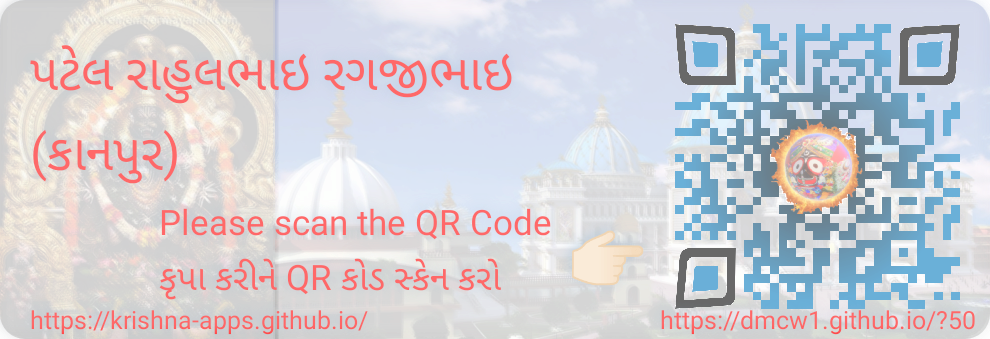 પટેલ રાહુલભાઇ રગજીભાઇ
(કાનપુર)
Please scan the QR Code
કૃપા કરીને QR કોડ સ્કેન કરો
https://krishna-apps.github.io/
https://dmcw1.github.io/?50